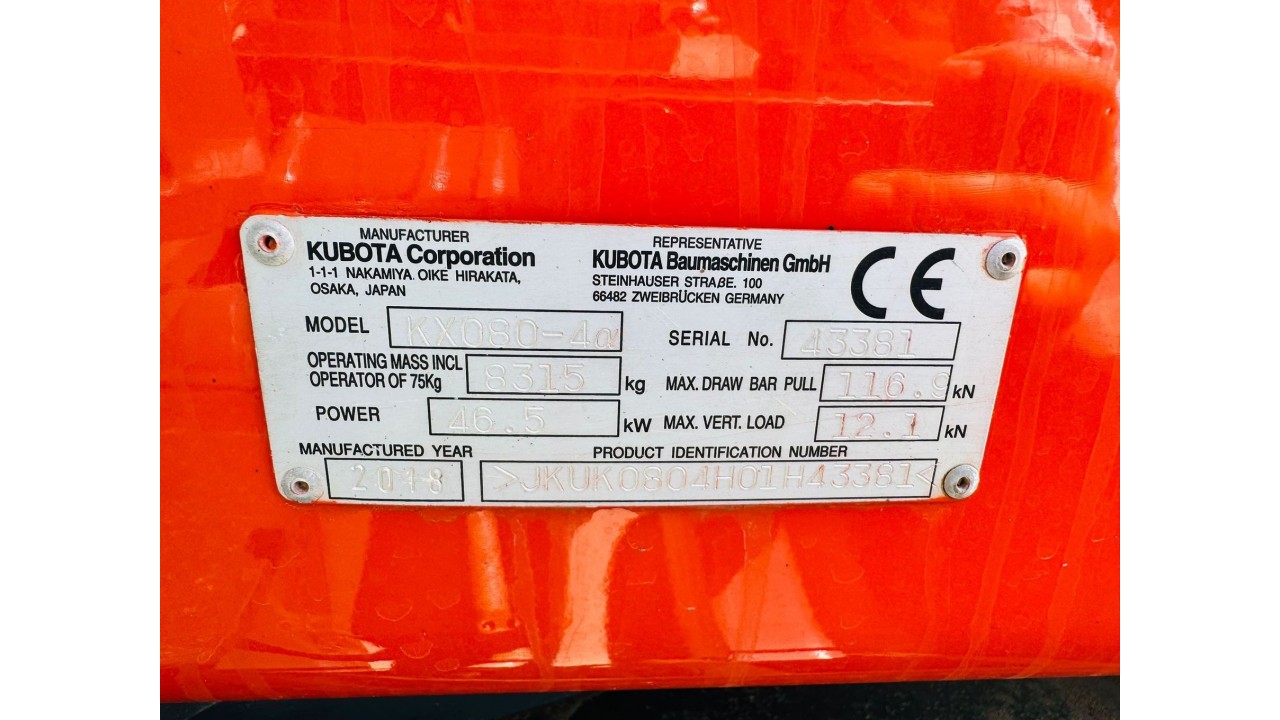 MANUFACTURER
KUBOTA Corporation
1-1-1 NAKAMIYA. OIKE HIRAKATA,
OSAKA, JAPAN
REPRESENTATIVE
KUBOTA Baumaschinen GmbH
STEINHAUSER STRAßE. 100
66482 ZWEIBRÜCKEN GERMANY
CE
MODEL KX080-4α
SERIAL No. 43381
OPERATING MASS INCL
OPERATOR OF 75Kg 8315 kg
MAX. DRAW BAR PULL 116.9 kN
POWER 46.5 kW
MAX. VERT. LOAD 12.1 kN
MANUFACTURED YEAR
2018
PRODUCT IDENTIFICATION NUMBER
>JKUK0804H01H43381<